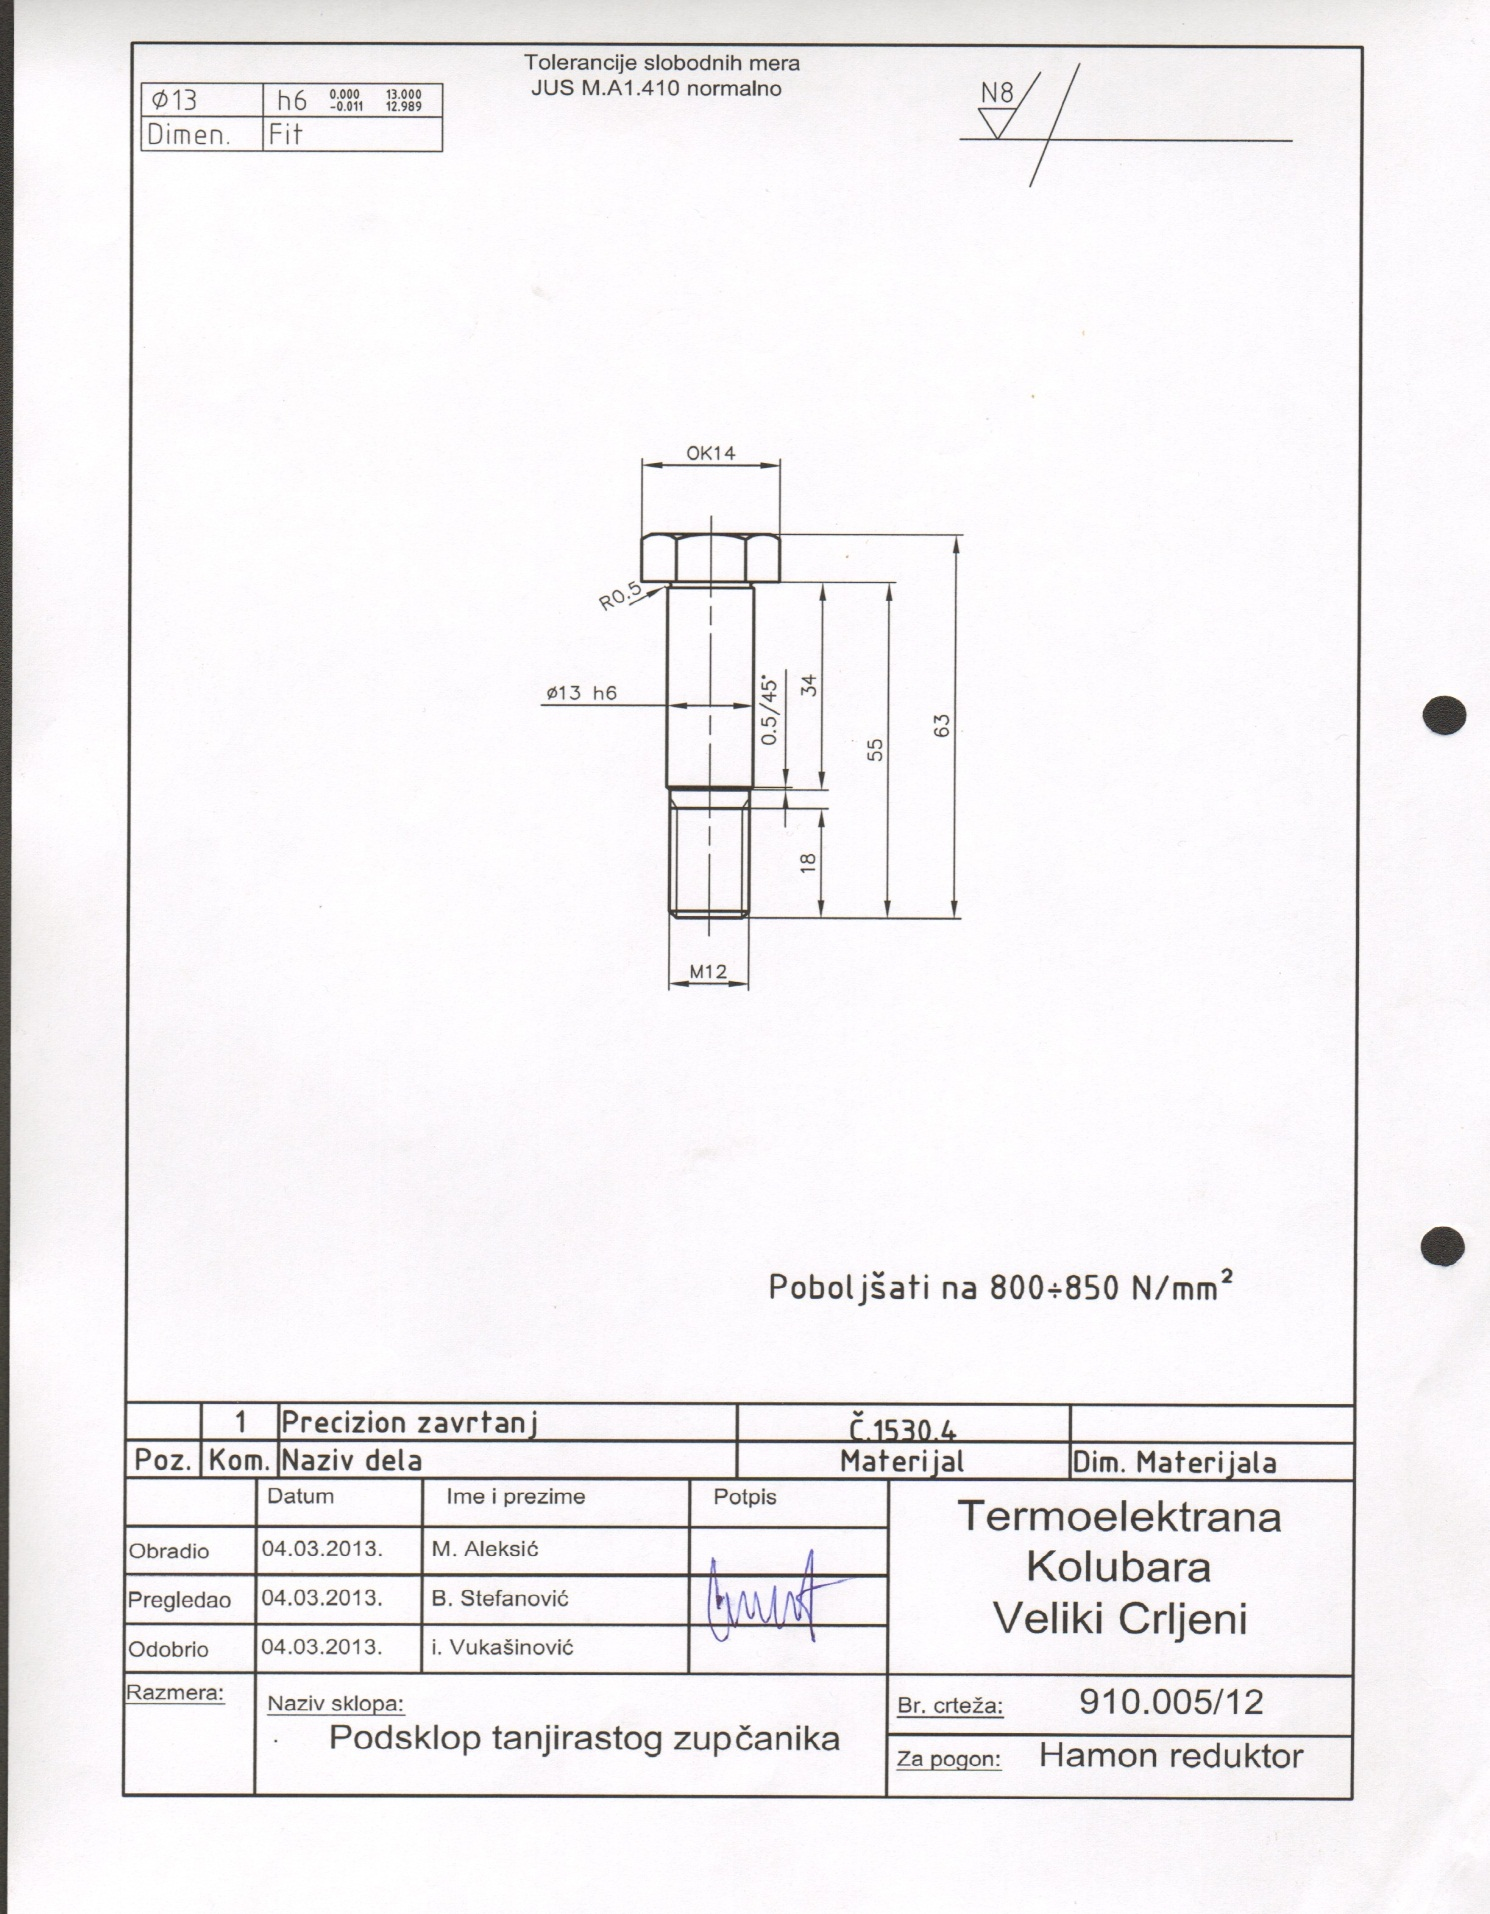 Tolerancije slobodnih mera
JUS M.A1.410 normalno
Ø13 h6 0.000 13.000
-0.011 12.989
Dimen. Fit
N8
OK14
R0.5
Ø13 h6
0.5/45°
34
55
63
18
M12
Poboljšati na 800÷850 N/mm²
1 Precizion zavrtanj Č.1530.4
Poz. Kom. Naziv dela Materijal Dim. Materijala
Datum Ime i prezime Potpis
Obradio 04.03.2013. M. Aleksić
Pregledao 04.03.2013. B. Stefanović
Odobrio 04.03.2013. i. Vukašinović
Termoelektrana
Kolubara
Veliki Crljeni
Razmera:
Naziv sklopa:
Podsklop tanjirastog zupčanika
Br. crteža: 910.005/12
Za pogon: Hamon reduktor